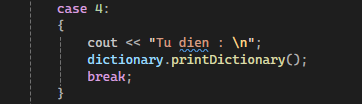 case 4:
{
cout << "Tu dien : \n";
dictionary.printDictionary();
break;
}